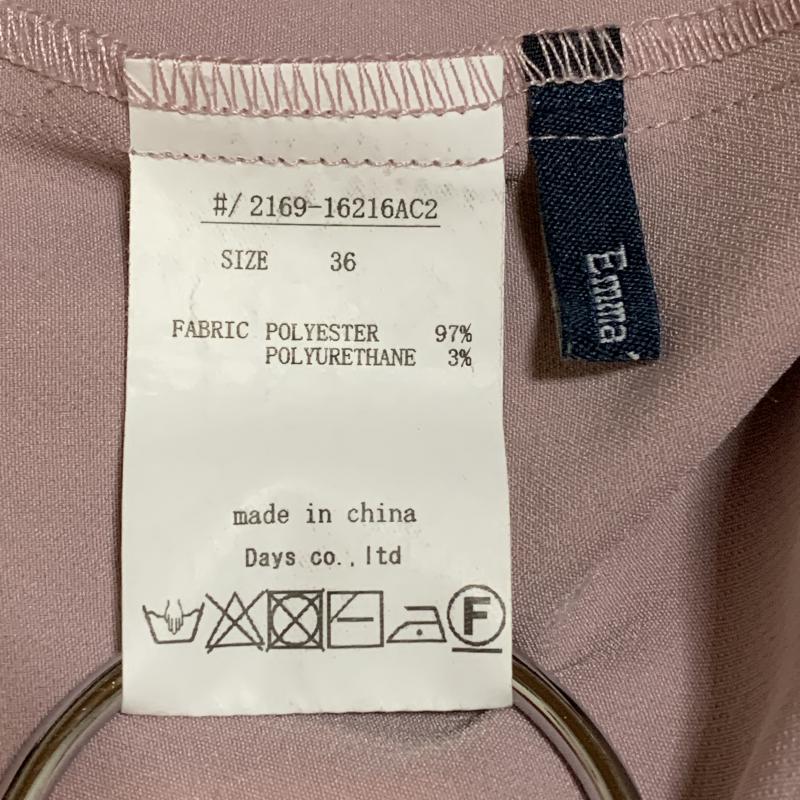 #/ 2169-16216AC2
SIZE 36
FABRIC POLYESTER 97%
POLYURETHANE 3%
made in china
Days co.,ltd
F
Emma